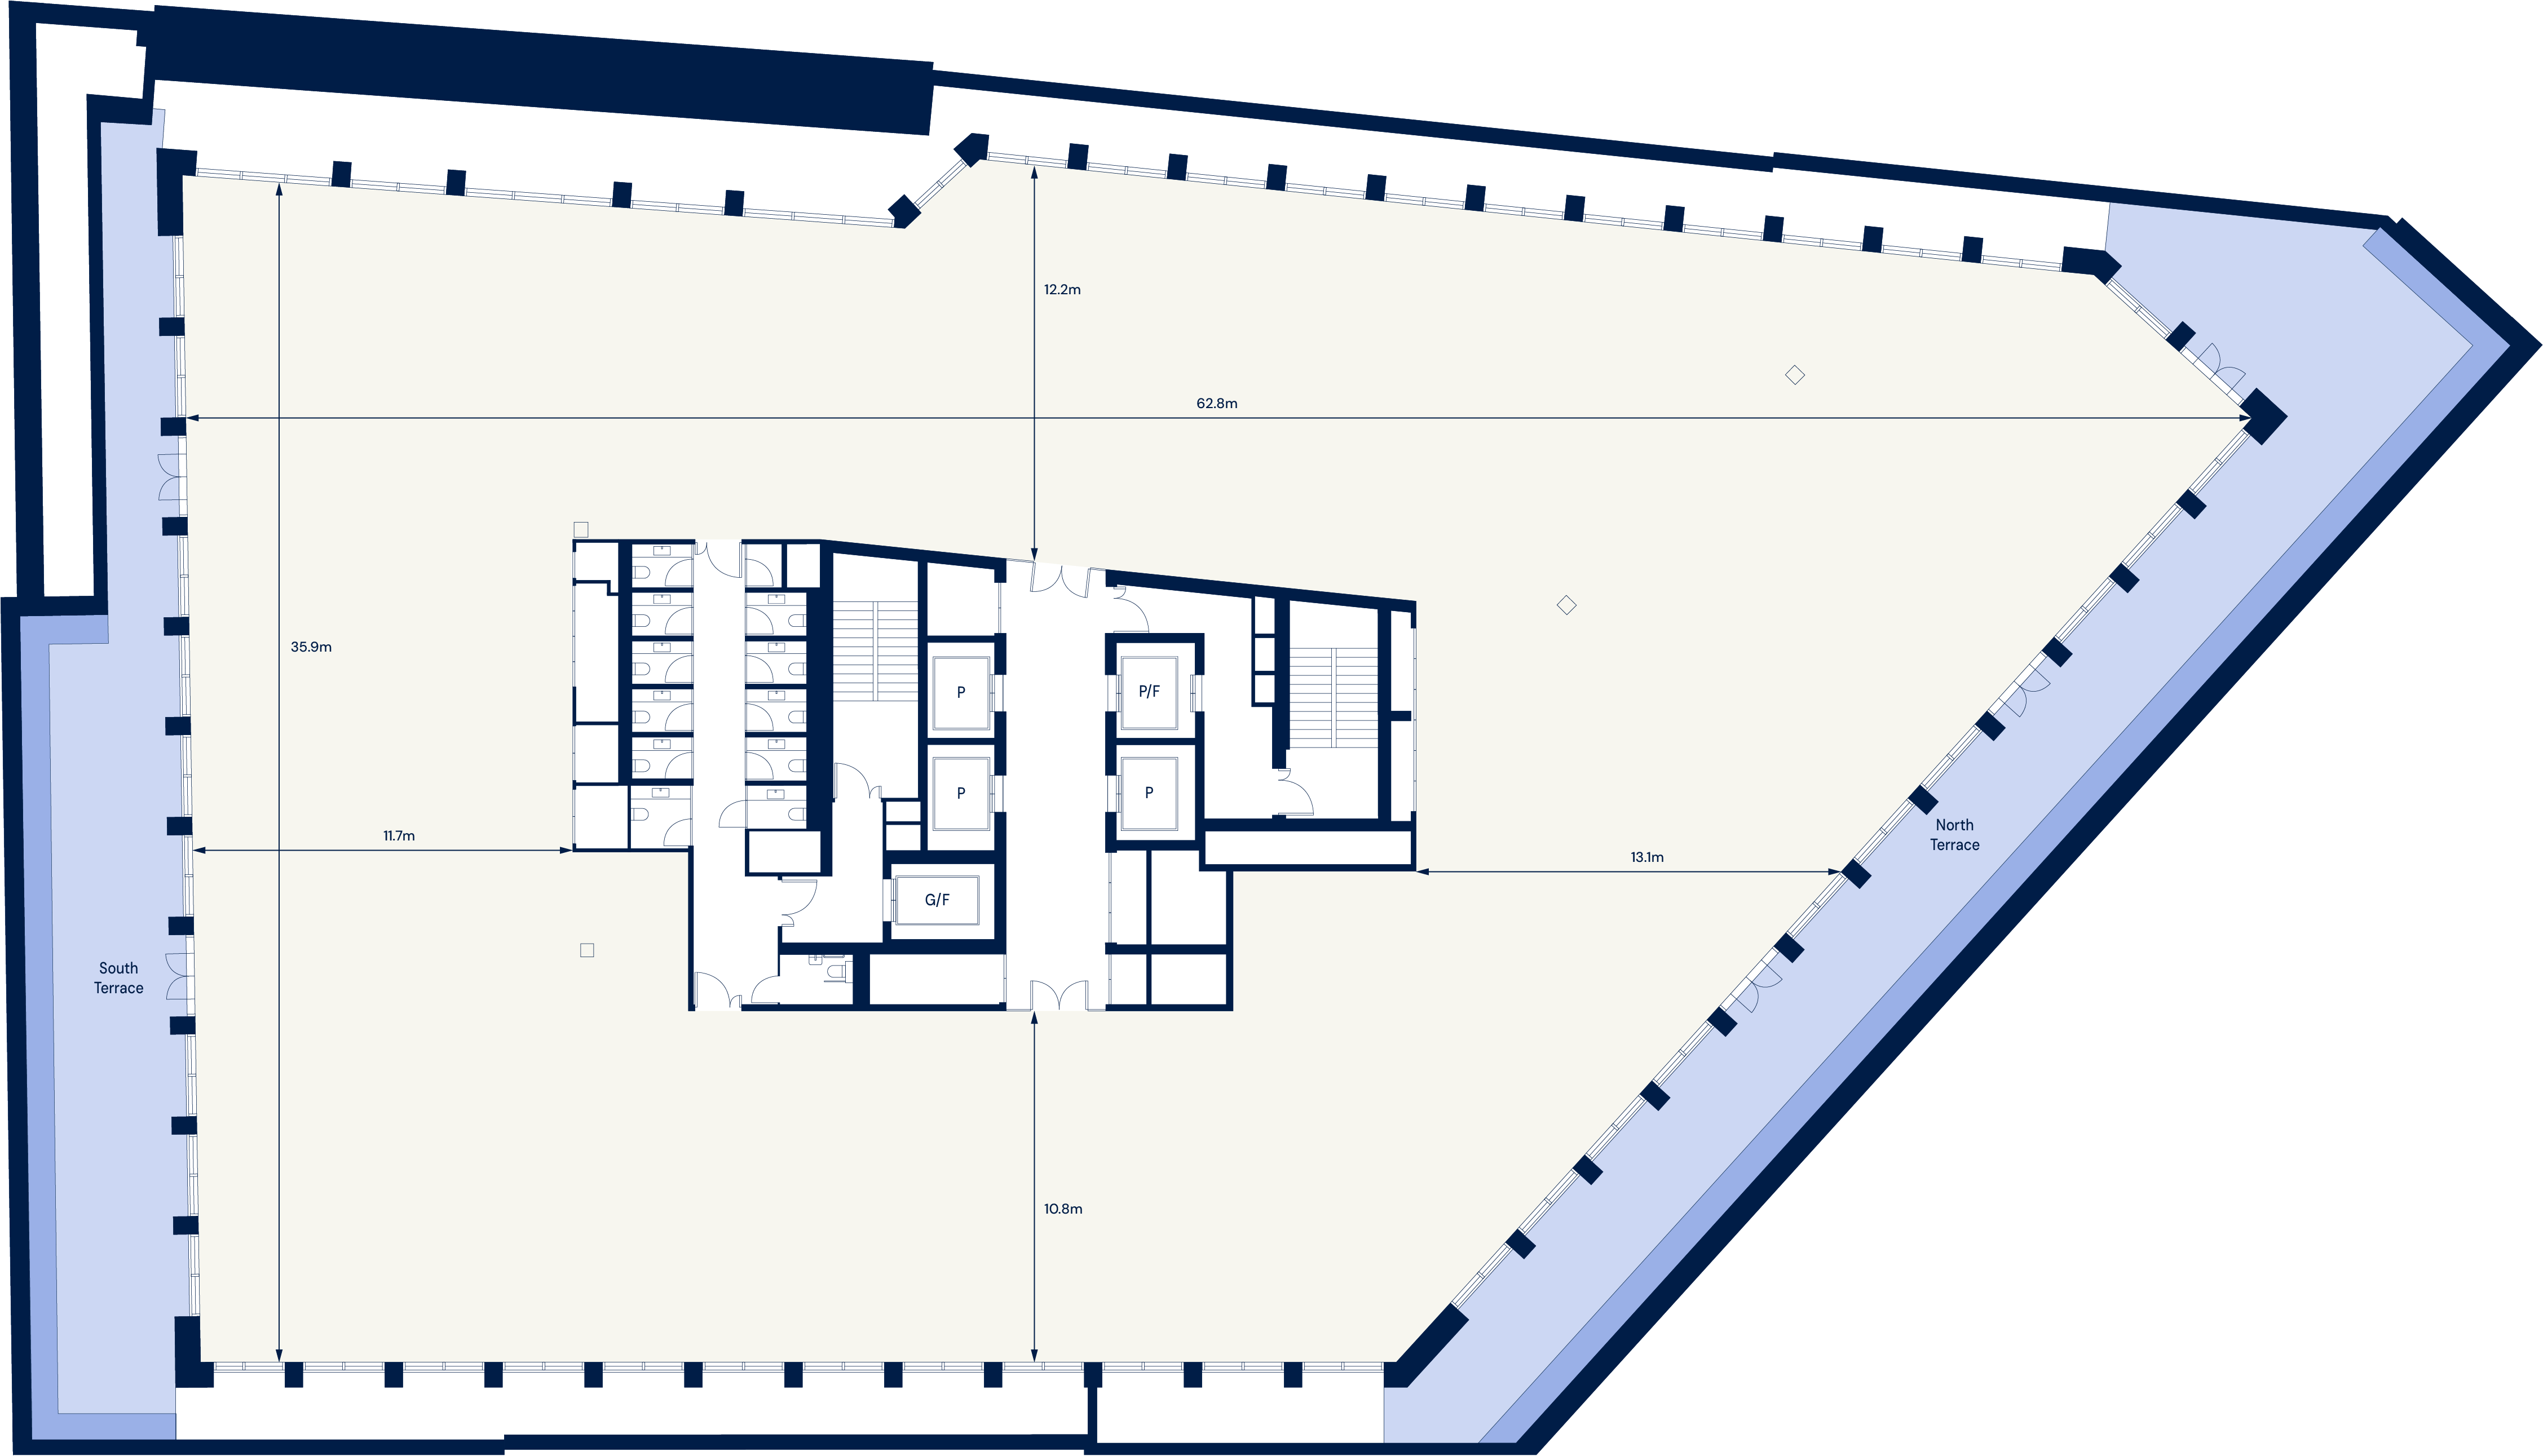 12.2m
62.8m
35.9m
P
P/F
P
P
11.7m
13.1m
North
Terrace
G/F
South
Terrace
10.8m